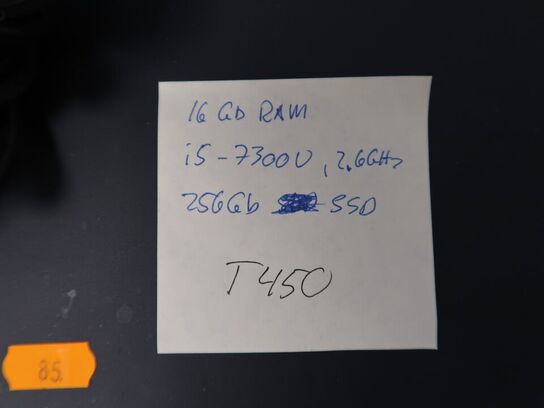 16 Gb RAM
i5-7300U, 2.6GHz
256Gb SSD
T450
85.